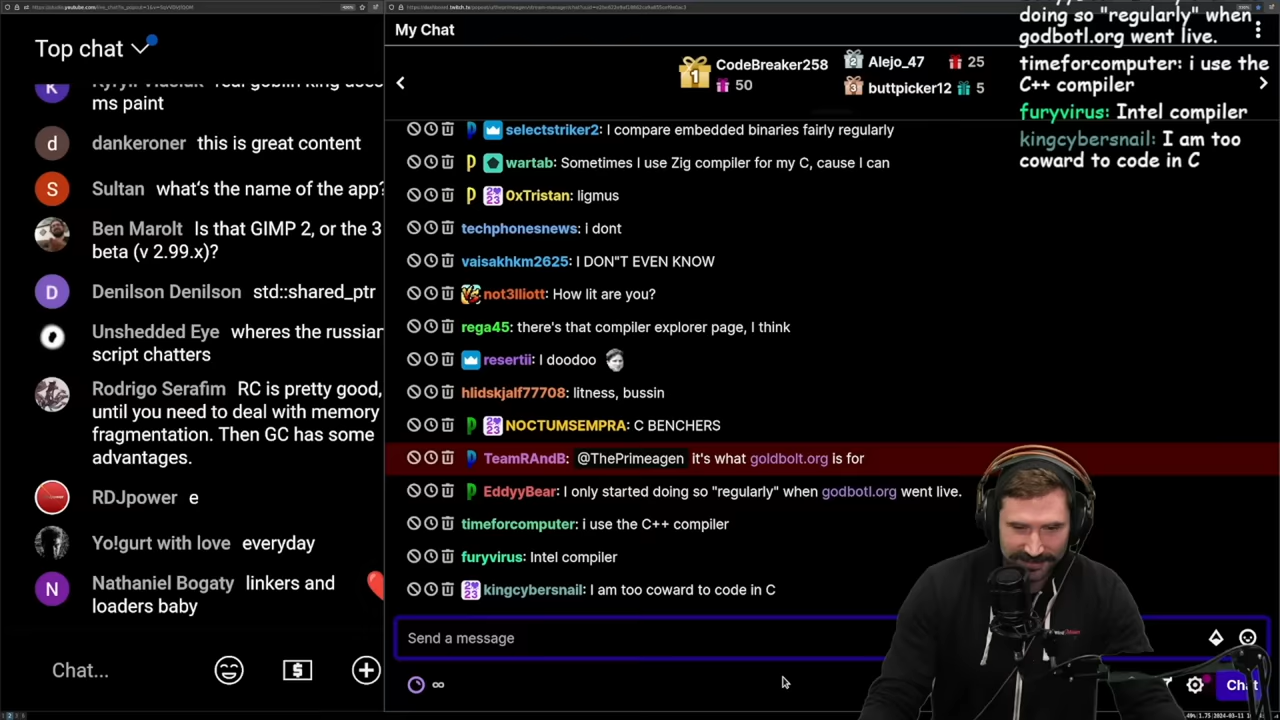 Top chat
Kyryll Vlasiuk
ms paint
dankeroner this is great content
Sultan what's the name of the app?
Ben Marolt Is that GIMP 2, or the 3
beta (v 2.99.x)?
Denilson Denilson std::shared_ptr
Unshedded Eye wheres the russian
script chatters
Rodrigo Serafim RC is pretty good,
until you need to deal with memory
fragmentation. Then GC has some
advantages.
RDJpower e
Yo!gurt with love everyday
Nathaniel Bogaty linkers and
loaders baby
Chat...
My Chat
CodeBreaker258
50
Alejo_47 25
buttpicker12 5
selectstriker2: I compare embedded binaries fairly regularly
wartab: Sometimes I use Zig compiler for my C, cause I can
0xTristan: ligmus
techphonesnews: I dont
vaisakhkm2625: I DON"T EVEN KNOW
not3lliott: How lit are you?
rega45: there's that compiler explorer page, I think
resertii: I doodoo
hlidskjalf77708: litness, bussin
NOCTUMSEMPRA: C BENCHERS
TeamRAndB: @ThePrimeagen it's what goldbolt.org is for
EddyyBear: I only started doing so "regularly" when godbotl.org went live.
timeforcomputer: i use the C++ compiler
furyvirus: Intel compiler
kingcybersnail: I am too coward to code in C
Send a message
Chat
doing so "regularly" when
godbotl.org went live.
timeforcomputer: i use the
C++ compiler
furyvirus: Intel compiler
kingcybersnail: I am too
coward to code in C